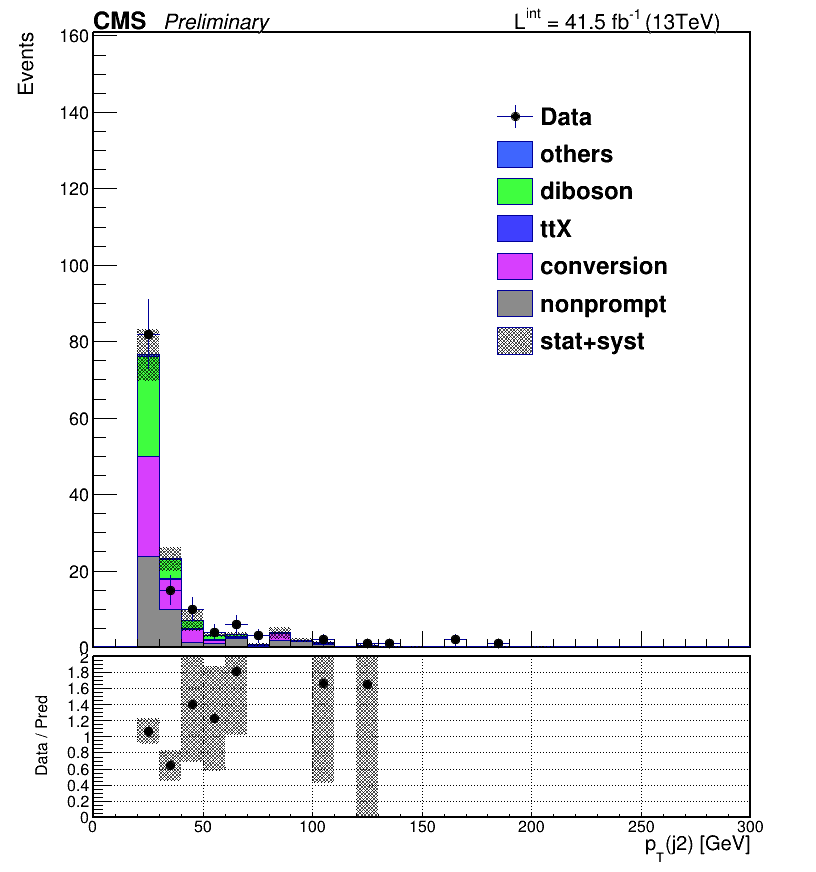 CMS Preliminary
L^int = 41.5 fb^-1 (13TeV)
Events
160
140
120
100
80
60
40
20
0
Data
others
diboson
ttX
conversion
nonprompt
stat+syst
Data / Pred
2
1.8
1.6
1.4
1.2
1
0.8
0.6
0.4
0.2
0
0 50 100 150 200 250 300
p_T(j2) [GeV]